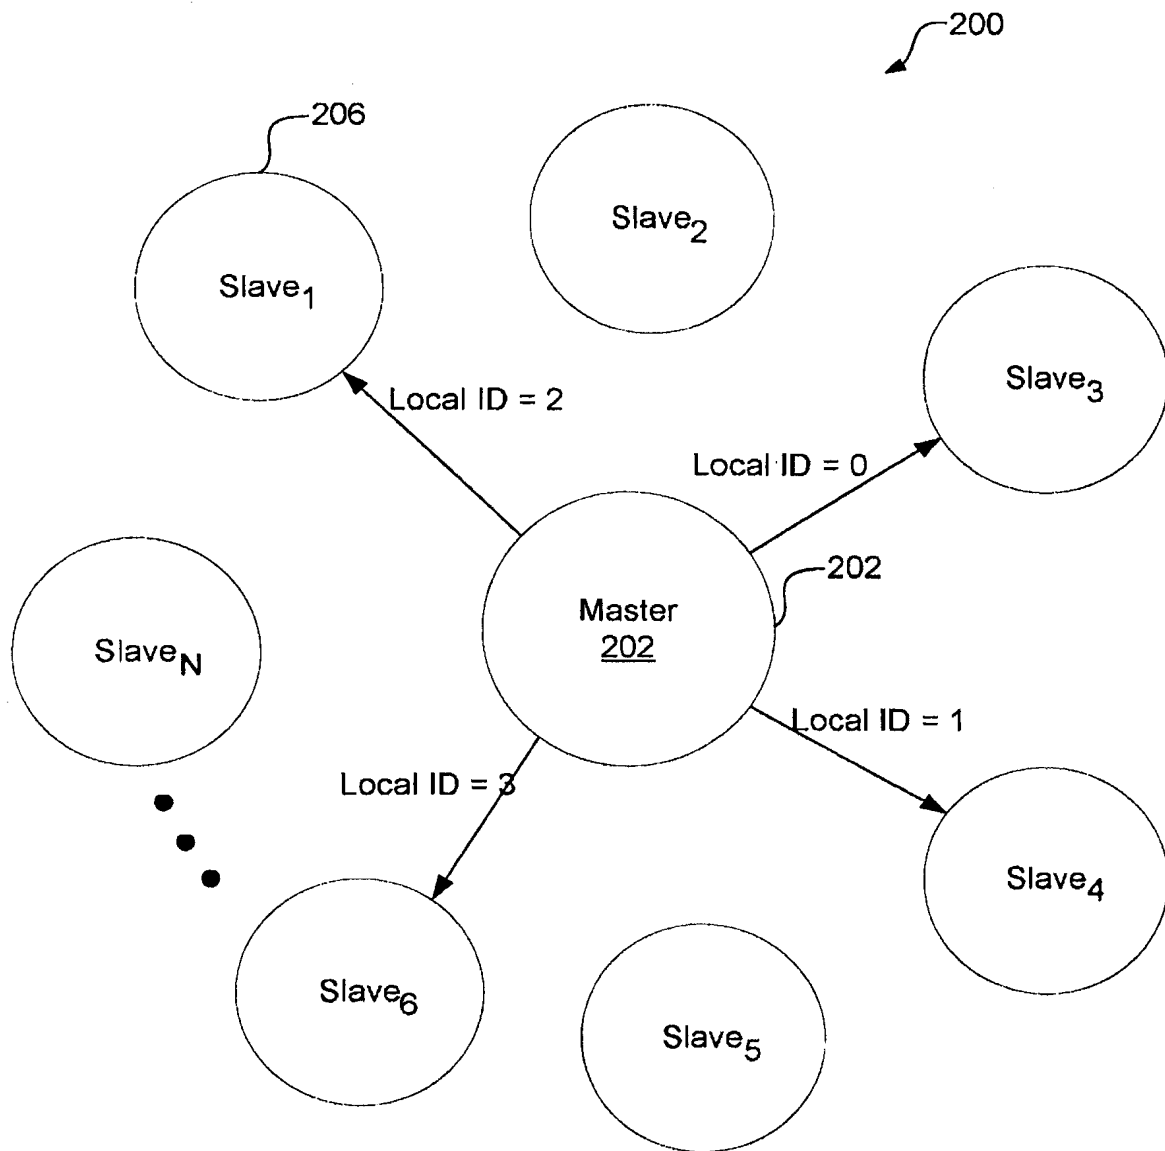 200
206
Slave2
Slave1
Slave3
Local ID = 2
Local ID = 0
202
Master
202
SlaveN
Local ID = 1
Local ID = 3
Slave4
Slave6
Slave5